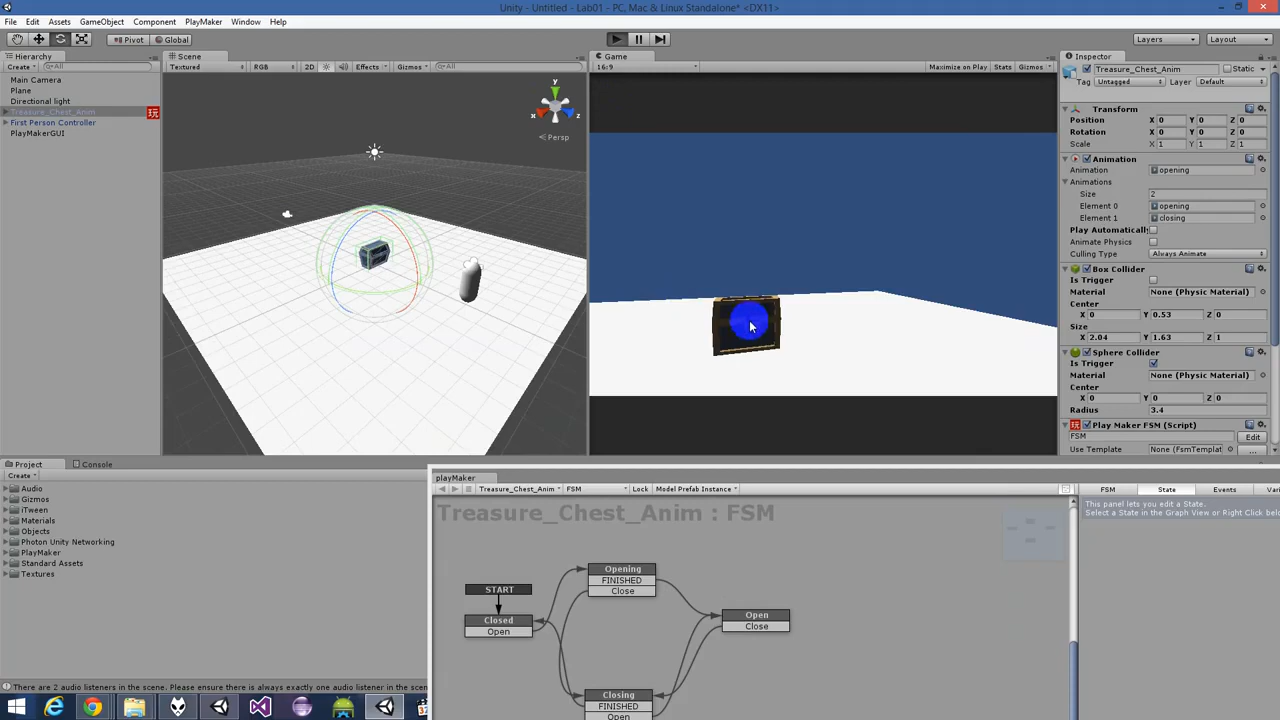 Unity - Untitled - Lab01 - PC, Mac & Linux Standalone* <DX11>
File Edit Assets GameObject Component PlayMaker Window Help
Pivot Global Layers Layout
Hierarchy
Create All
Main Camera
Plane
Directional light
Treasure_Chest_Anim 玩
First Person Controller
PlayMakerGUI
Scene
Textured RGB 2D Effects Gizmos All
y
x z
Persp
Game
16:9 Maximize on Play Stats Gizmos
Inspector
Treasure_Chest_Anim Static
Tag Untagged Layer Default
Transform
Position X 0 Y 0 Z 0
Rotation X 0 Y 0 Z 0
Scale X 1 Y 1 Z 1
Animation
Animation opening
Animations
Size 2
Element 0 opening
Element 1 closing
Play Automatically
Animate Physics
Culling Type Always Animate
Box Collider
Is Trigger
Material None (Physic Material)
Center
X 0 Y 0.53 Z 0
Size
X 2.04 Y 1.63 Z 1
Sphere Collider
Is Trigger
Material None (Physic Material)
Center
X 0 Y 0 Z 0
Radius 3.4
玩 Play Maker FSM (Script)
FSM Edit
Use Template None (FsmTemplat ...
Project Console
Create
Audio
Gizmos
iTween
Materials
Objects
Photon Unity Networking
PlayMaker
Standard Assets
Textures
There are 2 audio listeners in the scene. Please ensure there is always exactly one audio listener in the
playMaker
Treasure_Chest_Anim FSM Lock Model Prefab Instance
Treasure_Chest_Anim : FSM
START
Closed
Open
Opening
FINISHED
Close
Open
Close
Closing
FINISHED
Open
FSM State Events Vari
This panel lets you edit a State.
Select a State in the Graph View or Right Click belo